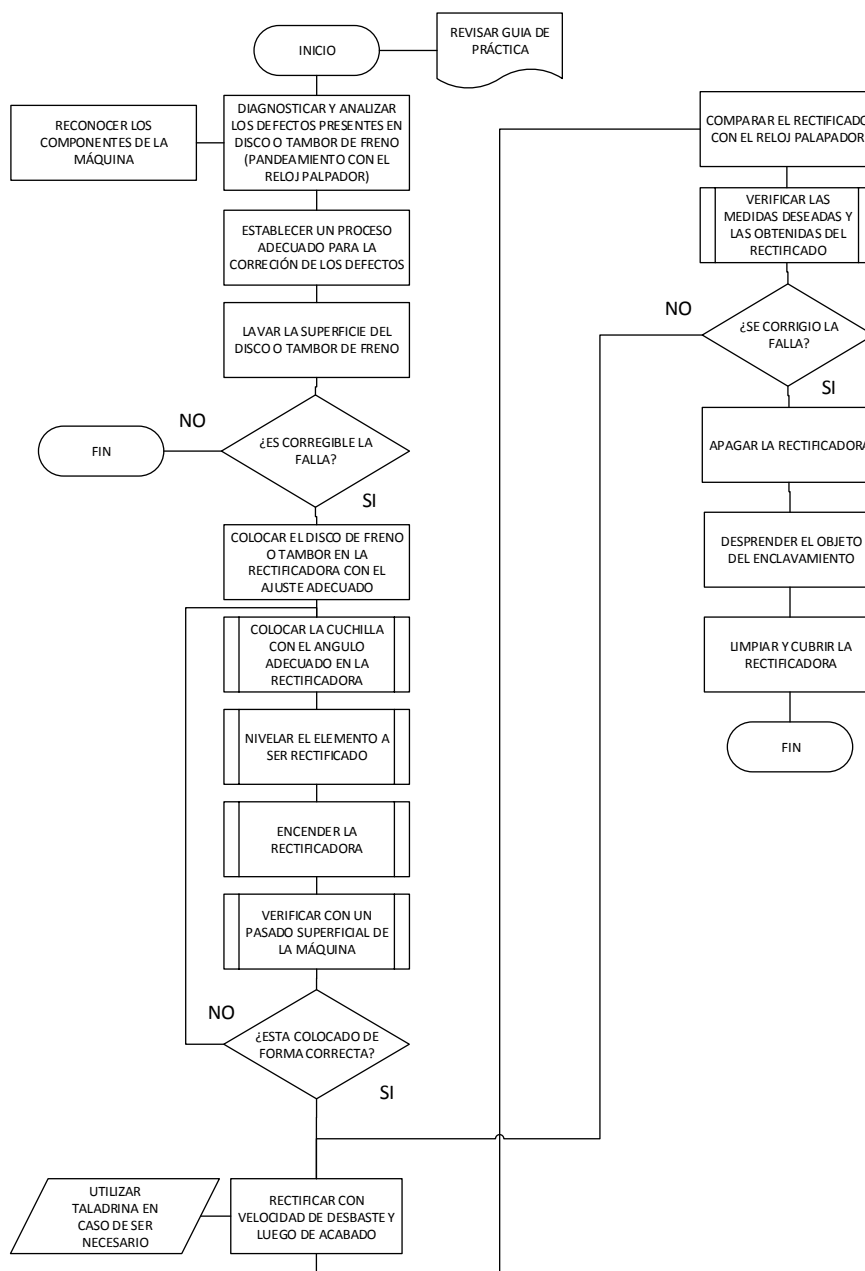 INICIO
REVISAR GUIA DE
PRÁCTICA
RECONOCER LOS
COMPONENTES DE LA
MÁQUINA
DIAGNOSTICAR Y ANALIZAR
LOS DEFECTOS PRESENTES EN
DISCO O TAMBOR DE FRENO
(PANDEAMIENTO CON EL
RELOJ PALPADOR)
ESTABLECER UN PROCESO
ADECUADO PARA LA
CORRECIÓN DE LOS DEFECTOS
LAVAR LA SUPERFICIE DEL
DISCO O TAMBOR DE FRENO
¿ES CORREGIBLE LA
FALLA?
NO
FIN
SI
COLOCAR EL DISCO DE FRENO
O TAMBOR EN LA
RECTIFICADORA CON EL
AJUSTE ADECUADO
COLOCAR LA CUCHILLA
CON EL ANGULO
ADECUADO EN LA
RECTIFICADORA
NIVELAR EL ELEMENTO A
SER RECTIFICADO
ENCENDER LA
RECTIFICADORA
VERIFICAR CON UN
PASADO SUPERFICIAL DE
LA MÁQUINA
NO
¿ESTA COLOCADO DE
FORMA CORRECTA?
SI
UTILIZAR
TALADRINA EN
CASO DE SER
NECESARIO
RECTIFICAR CON
VELOCIDAD DE DESBASTE Y
LUEGO DE ACABADO
COMPARAR EL RECTIFICADO
CON EL RELOJ PALAPADOR
VERIFICAR LAS
MEDIDAS DESEADAS Y
LAS OBTENIDAS DEL
RECTIFICADO
NO
¿SE CORRIGIO LA
FALLA?
SI
APAGAR LA RECTIFICADORA
DESPRENDER EL OBJETO
DEL ENCLAVAMIENTO
LIMPIAR Y CUBRIR LA
RECTIFICADORA
FIN